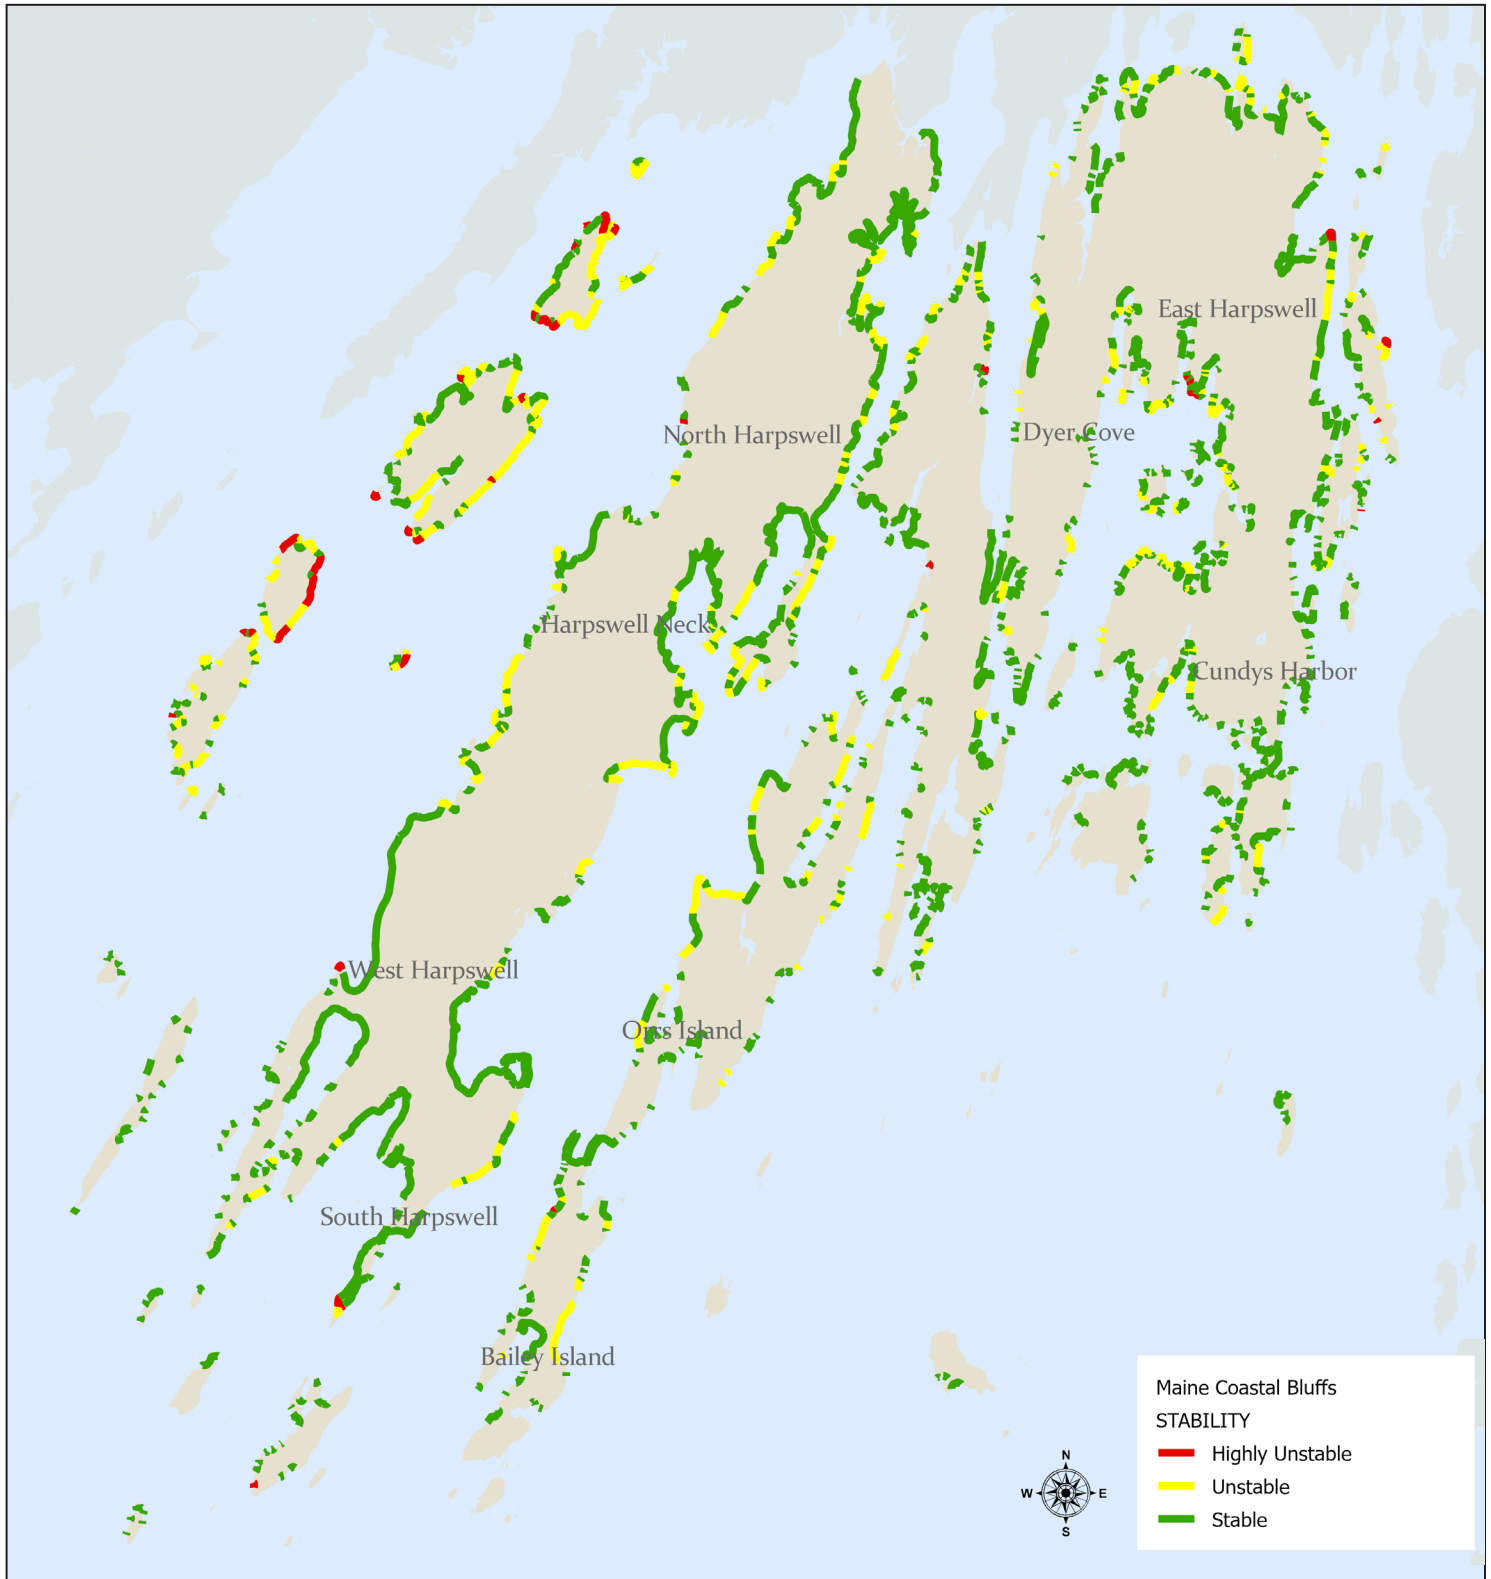 East Harpswell
North Harpswell
Dyer Cove
Harpswell Neck
Cundys Harbor
West Harpswell
Orrs Island
South Harpswell
Bailey Island
Maine Coastal Bluffs
STABILITY
Highly Unstable
Unstable
Stable
N
W E
S